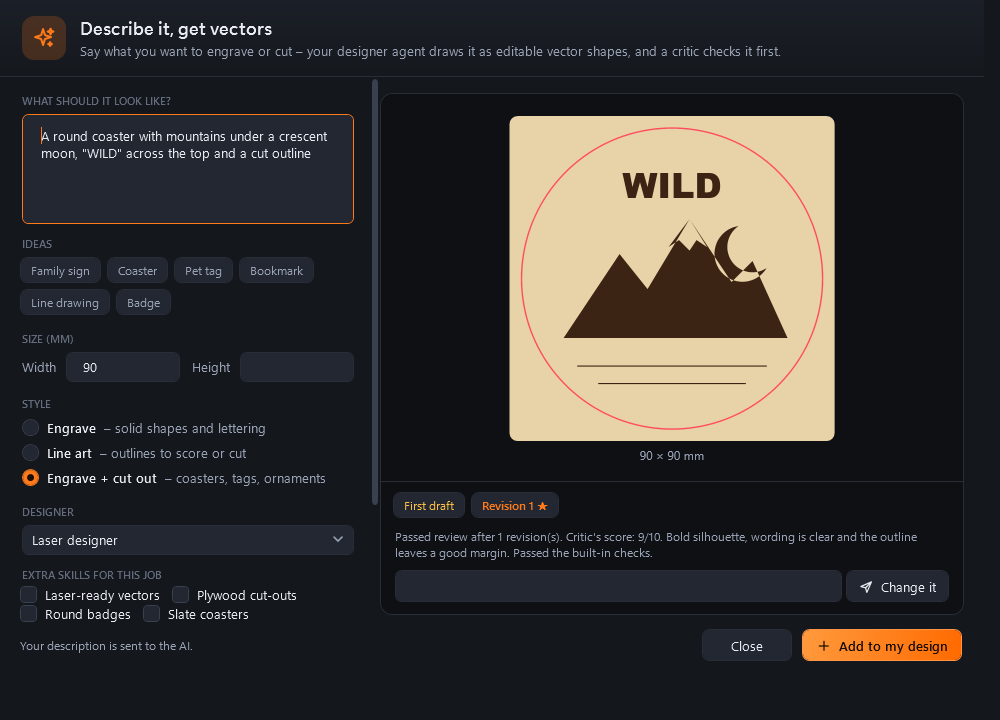 Describe it, get vectors
Say what you want to engrave or cut – your designer agent draws it as editable vector shapes, and a critic checks it first.
WHAT SHOULD IT LOOK LIKE?
A round coaster with mountains under a crescent
moon, "WILD" across the top and a cut outline
IDEAS
Family sign
Coaster
Pet tag
Bookmark
Line drawing
Badge
SIZE (MM)
Width
90
Height
STYLE
Engrave – solid shapes and lettering
Line art – outlines to score or cut
Engrave + cut out – coasters, tags, ornaments
DESIGNER
Laser designer
EXTRA SKILLS FOR THIS JOB
Laser-ready vectors
Plywood cut-outs
Round badges
Slate coasters
Your description is sent to the AI.
WILD
90 × 90 mm
First draft
Revision 1 ★
Passed review after 1 revision(s). Critic's score: 9/10. Bold silhouette, wording is clear and the outline
leaves a good margin. Passed the built-in checks.
Change it
Close
+ Add to my design